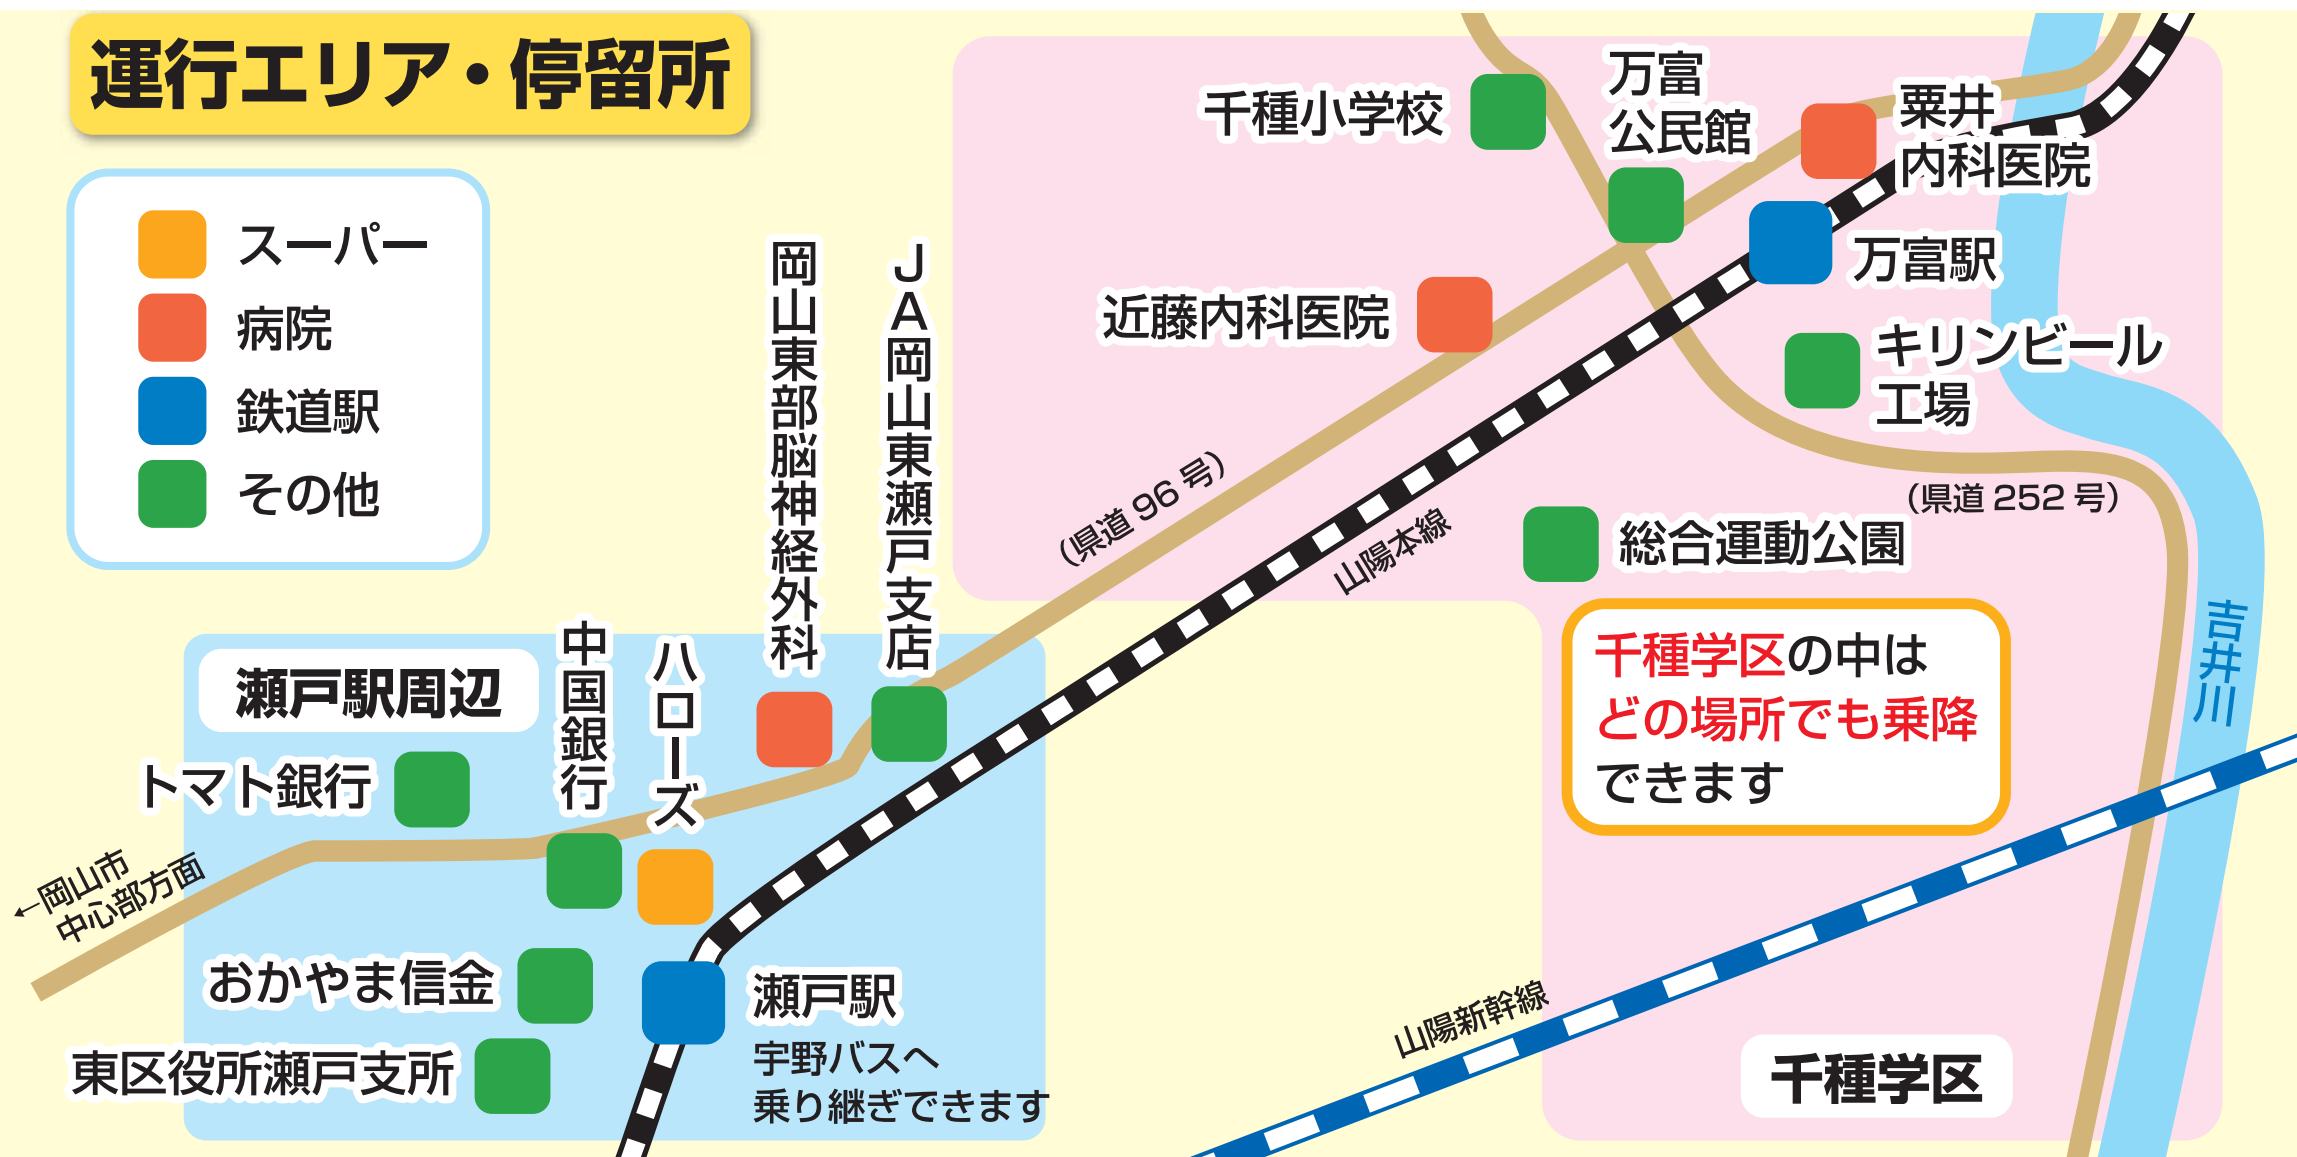 運行エリア・停留所
スーパー
病院
鉄道駅
その他
千種小学校
万富
公民館
粟井
内科医院
万富駅
近藤内科医院
キリンビール
工場
（県道 96 号）
山陽本線
（県道 252 号）
総合運動公園
吉井川
千種学区の中は
どの場所でも乗降
できます
山陽新幹線
千種学区
岡山東部脳神経外科
ＪＡ岡山東瀬戸支店
瀬戸駅周辺
中国銀行
ハローズ
トマト銀行
←岡山市
中心部方面
おかやま信金
東区役所瀬戸支所
瀬戸駅
宇野バスへ
乗り継ぎできます